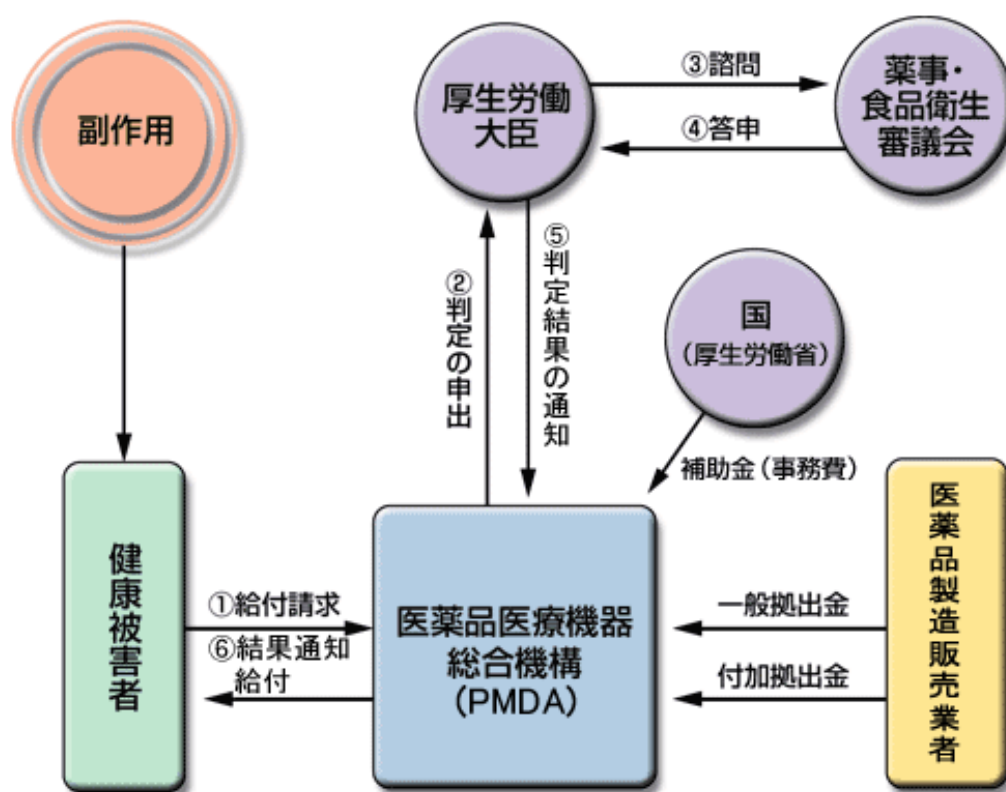 副作用
厚生労働
大臣
③諮問
④答申
薬事・
食品衛生
審議会
②判定の申出
⑤判定結果の通知
国
(厚生労働省)
補助金(事務費)
健康被害者
①給付請求
⑥結果通知
給付
医薬品医療機器
総合機構
(PMDA)
一般拠出金
付加拠出金
医薬品製造販売業者